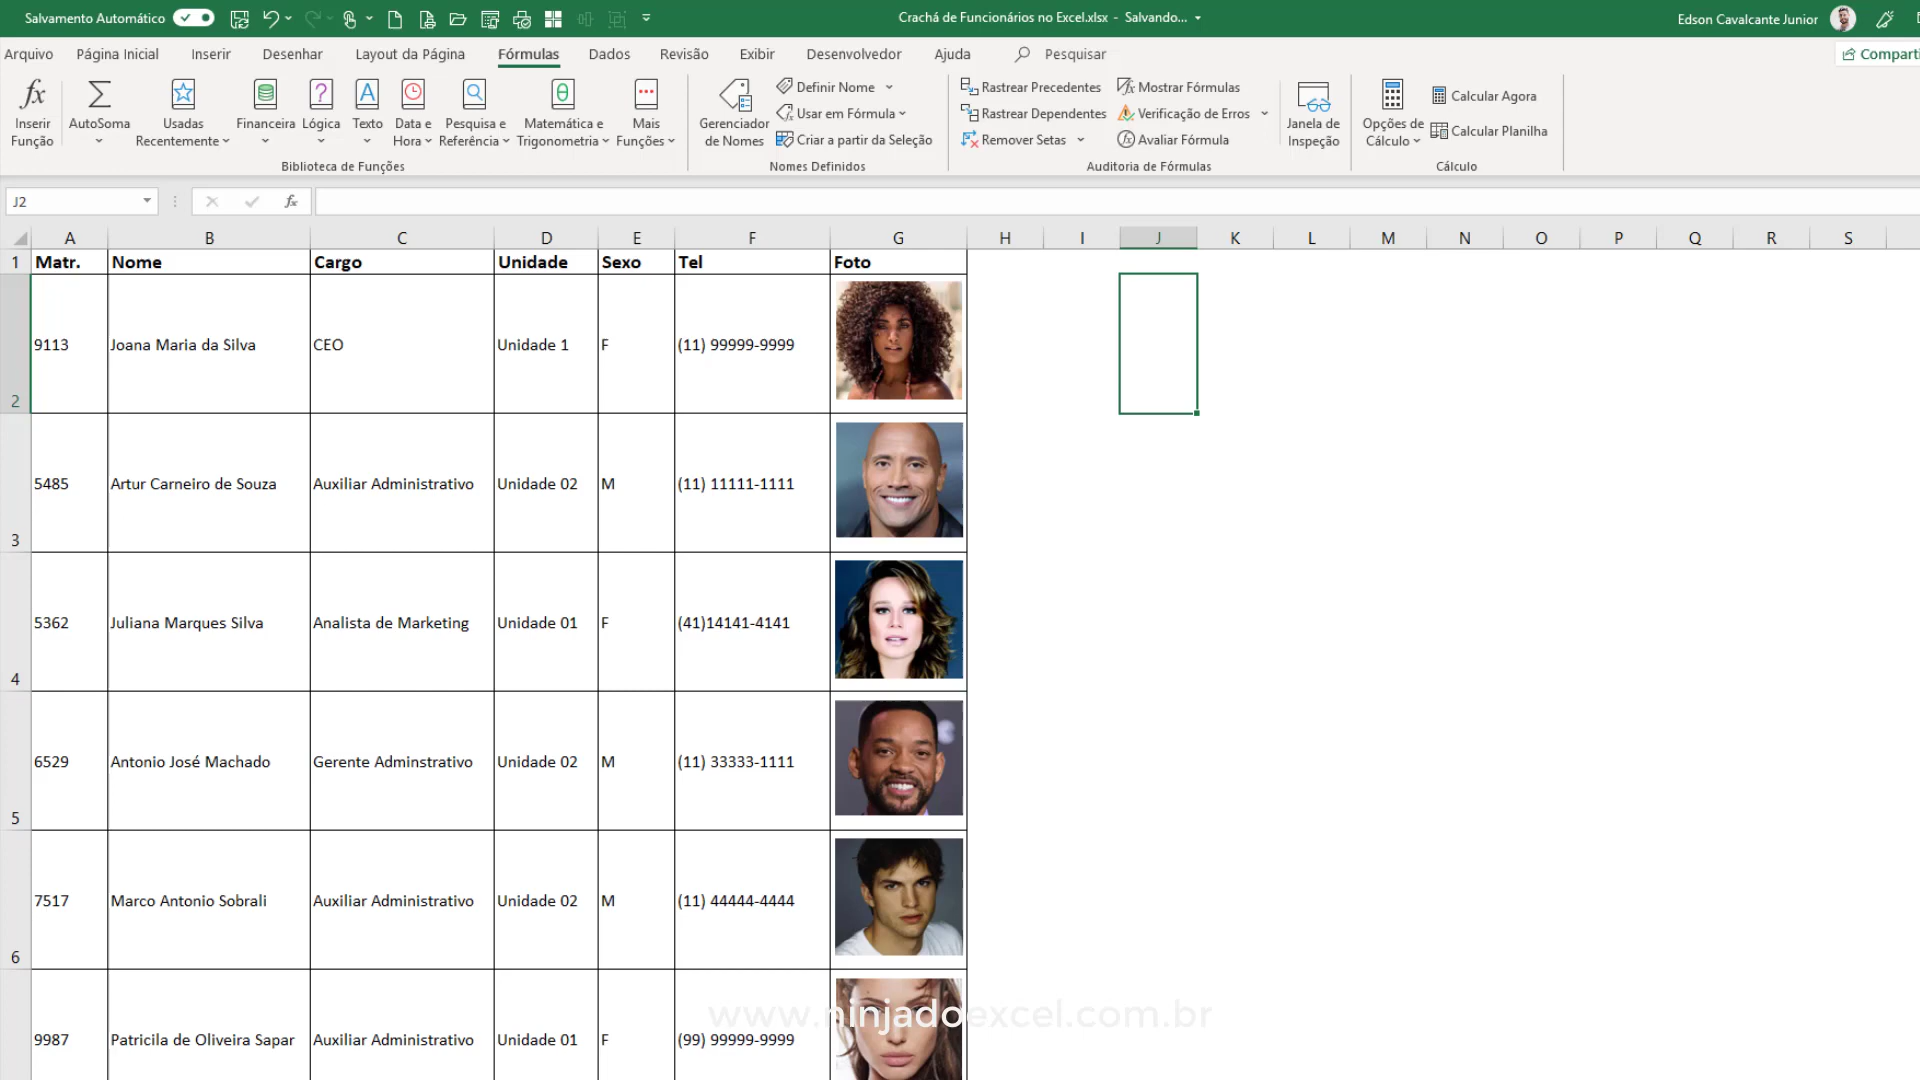 Salvamento Automático
Crachá de Funcionários no Excel.xlsx - Salvando...
Edson Cavalcante Junior
Arquivo Página Inicial Inserir Desenhar Layout da Página Fórmulas Dados Revisão Exibir Desenvolvedor Ajuda Pesquisar
Comparti
Inserir Função
AutoSoma
Usadas Recentemente
Financeira
Lógica
Texto
Data e Hora
Pesquisa e Referência
Matemática e Trigonometria
Mais Funções
Biblioteca de Funções
Gerenciador de Nomes
Definir Nome
Usar em Fórmula
Criar a partir da Seleção
Nomes Definidos
Rastrear Precedentes
Rastrear Dependentes
Remover Setas
Mostrar Fórmulas
Verificação de Erros
Avaliar Fórmula
Auditoria de Fórmulas
Janela de Inspeção
Opções de Cálculo
Calcular Agora
Calcular Planilha
Cálculo
J2
fx
A B C D E F G H I J K L M N O P Q R S
1 Matr. Nome Cargo Unidade Sexo Tel Foto
2 9113 Joana Maria da Silva CEO Unidade 1 F (11) 99999-9999
3 5485 Artur Carneiro de Souza Auxiliar Administrativo Unidade 02 M (11) 11111-1111
4 5362 Juliana Marques Silva Analista de Marketing Unidade 01 F (41)14141-4141
5 6529 Antonio José Machado Gerente Adminstrativo Unidade 02 M (11) 33333-1111
6 7517 Marco Antonio Sobrali Auxiliar Administrativo Unidade 02 M (11) 44444-4444
9987 Patricila de Oliveira Sapar Auxiliar Administrativo Unidade 01 F (99) 99999-9999
www.ninjadoexcel.com.br